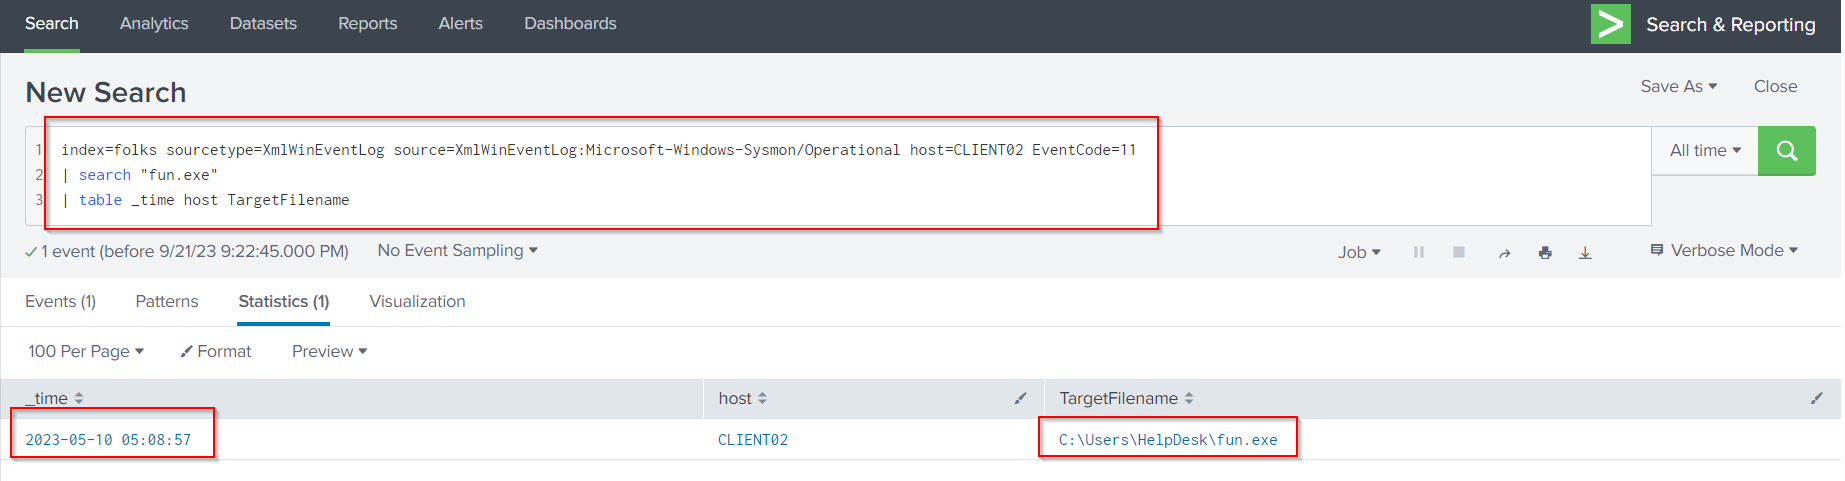 Search Analytics Datasets Reports Alerts Dashboards Search & Reporting
New Search
Save As Close
1 index=folks sourcetype=XmlWinEventLog source=XmlWinEventLog:Microsoft-Windows-Sysmon/Operational host=CLIENT02 EventCode=11
All time
2 | search "fun.exe"
3 | table _time host TargetFilename
1 event (before 9/21/23 9:22:45.000 PM) No Event Sampling Job Verbose Mode
Events (1) Patterns Statistics (1) Visualization
100 Per Page Format Preview
_time host TargetFilename
2023-05-10 05:08:57 CLIENT02 C:\Users\HelpDesk\fun.exe